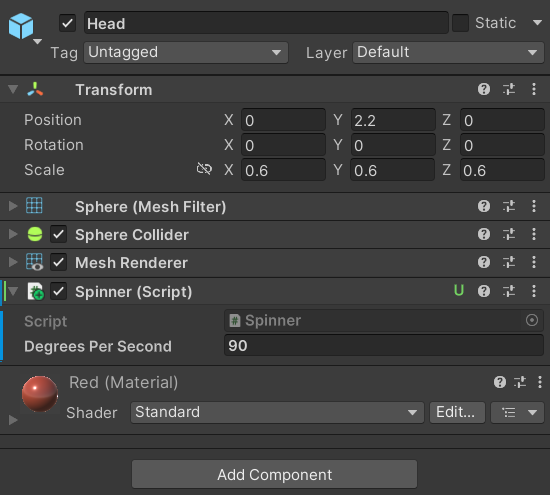 Head Static
Tag Untagged Layer Default
Transform
Position X 0 Y 2.2 Z 0
Rotation X 0 Y 0 Z 0
Scale X 0.6 Y 0.6 Z 0.6
Sphere (Mesh Filter)
Sphere Collider
Mesh Renderer
Spinner (Script) U
Script # Spinner
Degrees Per Second 90
Red (Material)
Shader Standard Edit...
Add Component